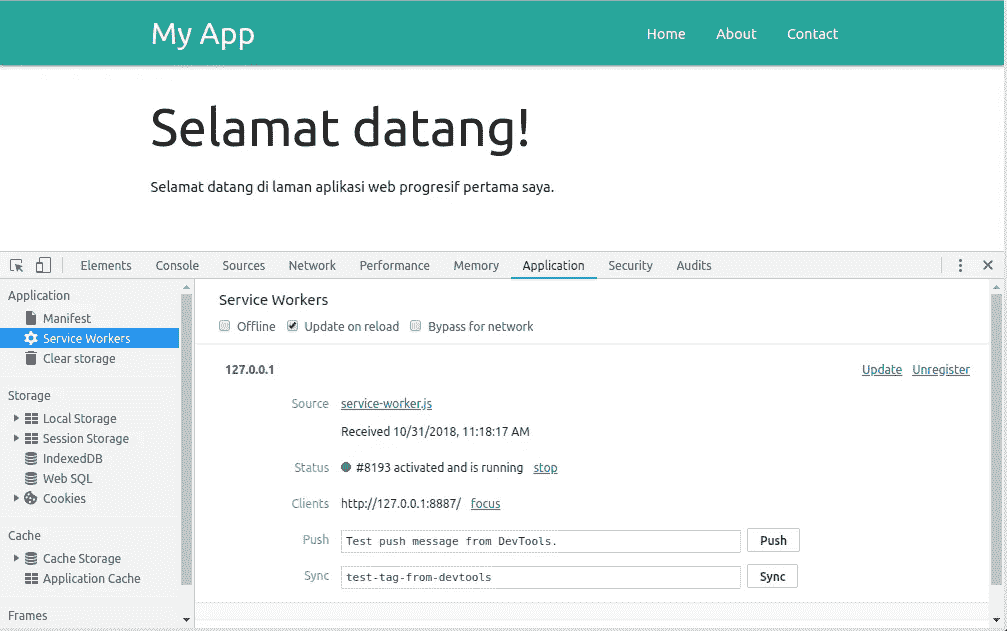 My App Home About Contact
Selamat datang!
Selamat datang di laman aplikasi web progresif pertama saya.
Elements Console Sources Network Performance Memory Application Security Audits
Application
Manifest
Service Workers
Clear storage
Storage
Local Storage
Session Storage
IndexedDB
Web SQL
Cookies
Cache
Cache Storage
Application Cache
Frames
Service Workers
Offline Update on reload Bypass for network
127.0.0.1 Update Unregister
Source service-worker.js
Received 10/31/2018, 11:18:17 AM
Status #8193 activated and is running stop
Clients http://127.0.0.1:8887/ focus
Push Test push message from DevTools. Push
Sync test-tag-from-devtools Sync